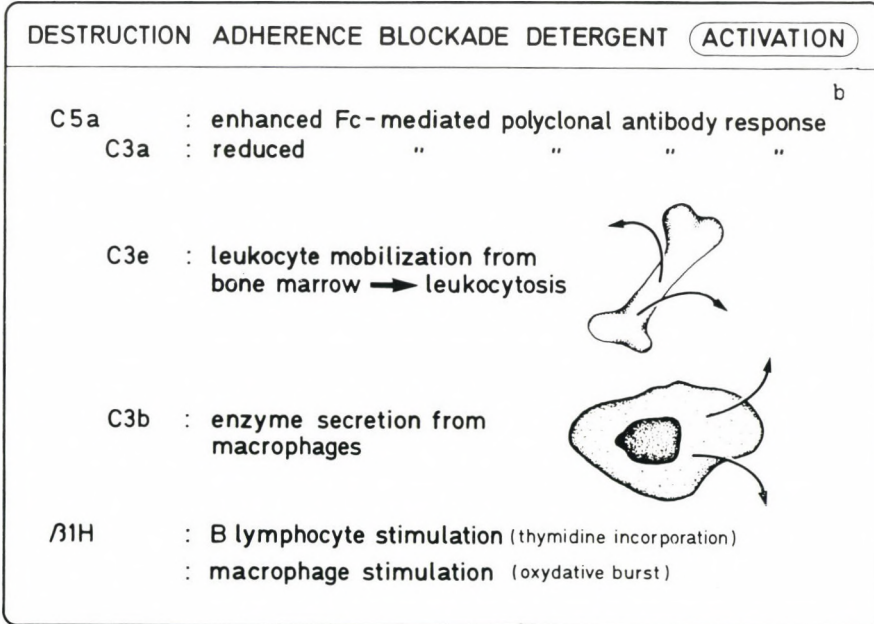 DESTRUCTION ADHERENCE BLOCKADE DETERGENT ACTIVATION
b
C5a : enhanced Fc-mediated polyclonal antibody response
C3a : reduced " " " "
C3e : leukocyte mobilization from
bone marrow → leukocytosis
C3b : enzyme secretion from
macrophages
β1H : B lymphocyte stimulation (thymidine incorporation)
: macrophage stimulation (oxydative burst)